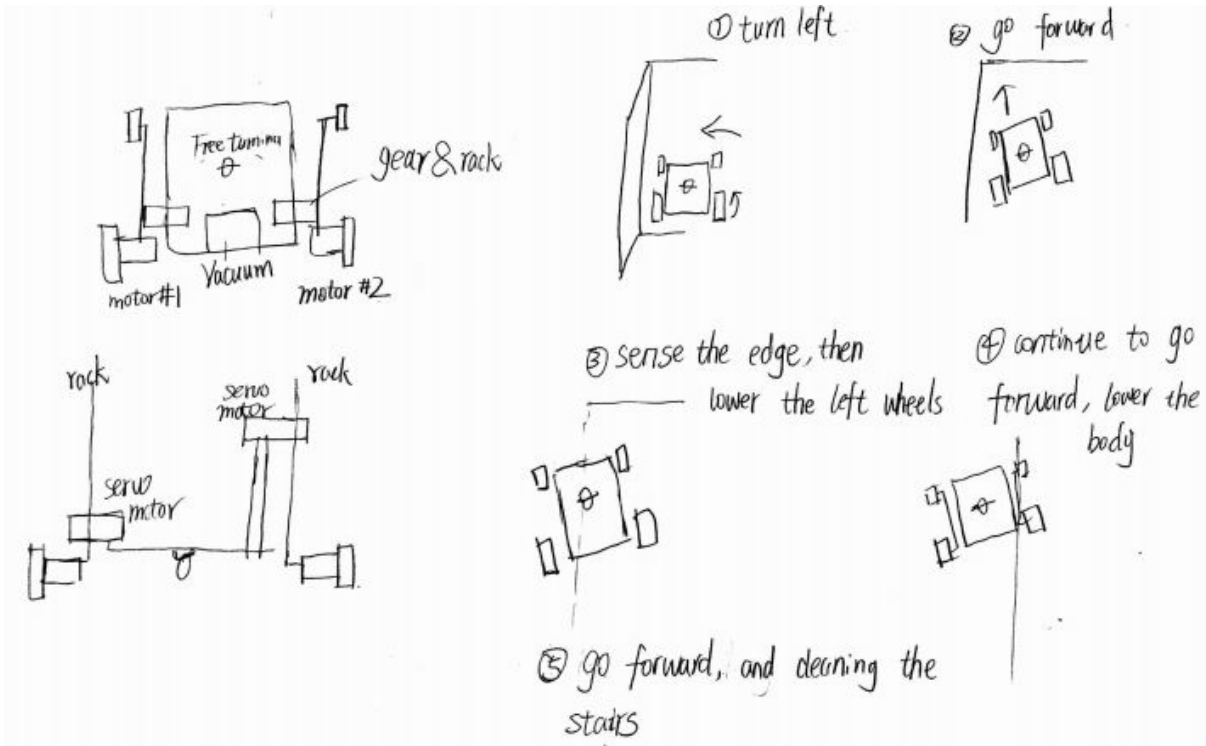 Free turning
gear & rack
Vacuum
motor #1
motor #2
rack
servo
motor
rack
servo
motor
① turn left
② go forward
③ sense the edge, then
lower the left wheels
④ continue to go
forward, lower the
body
⑤ go forward, and cleaning the
stairs